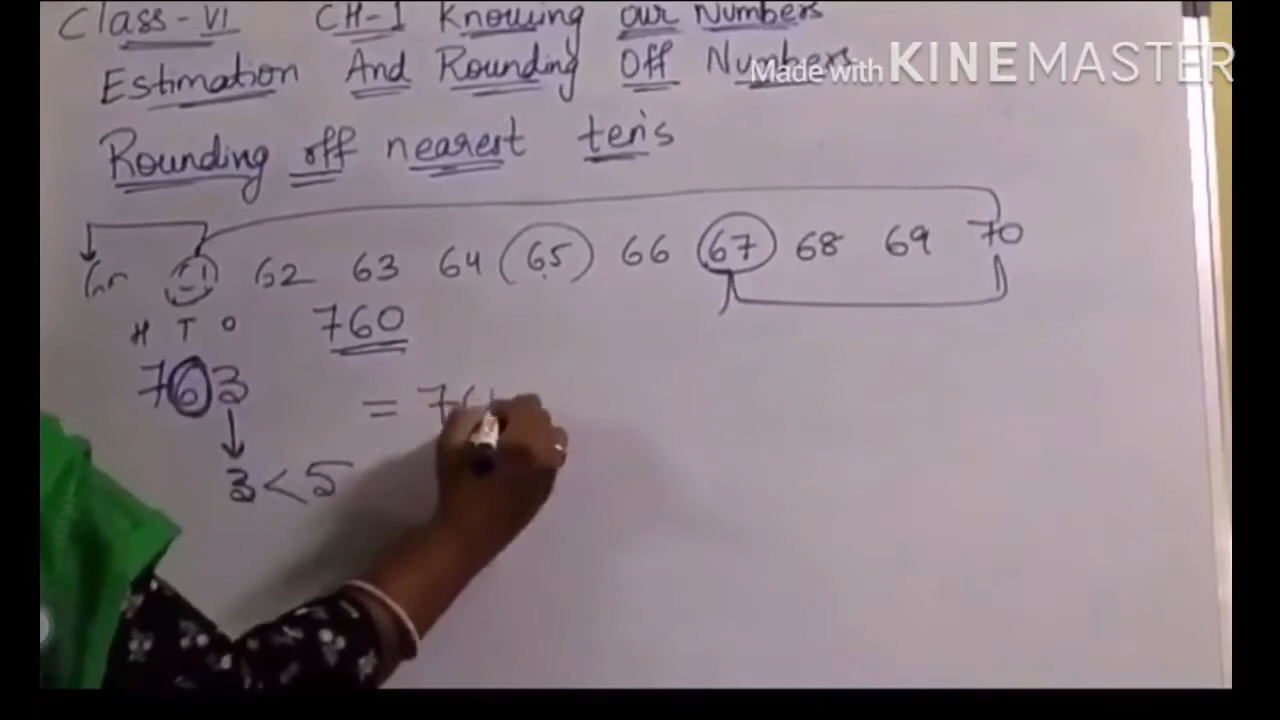 Class-VI CH-1 Knowing our Numbers
Estimation And Rounding Off Numbers
Made with KINEMASTER
Rounding off nearest ten's
62 63 64 65 66 67 68 69 70
H T O 760
763 = 76
3 < 5